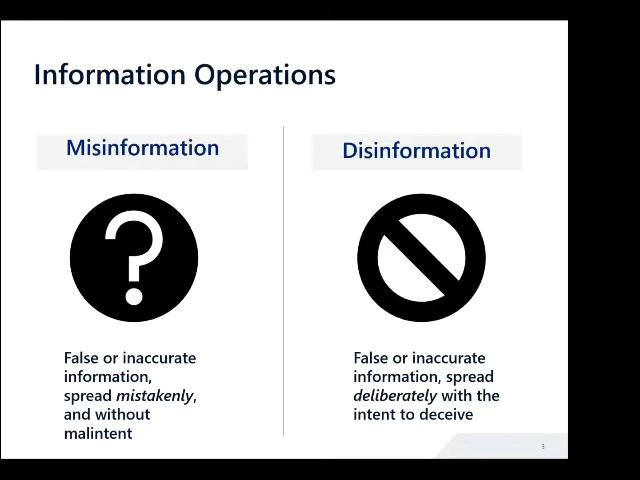 Information Operations
Misinformation
Disinformation
False or inaccurate
information,
spread mistakenly,
and without
malintent
False or inaccurate
information, spread
deliberately with the
intent to deceive
3